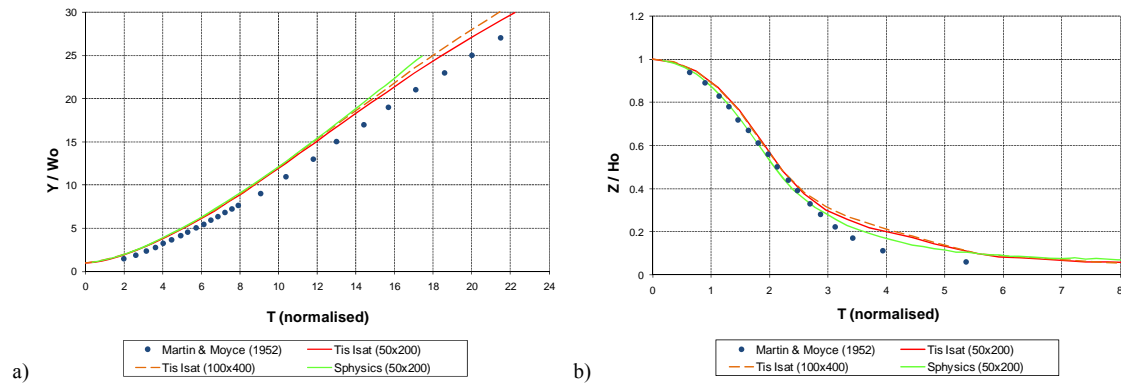 30
25
20
15
10
5
0
Y / Wo
0 2 4 6 8 10 12 14 16 18 20 22 24
T (normalised)
Martin & Moyce (1952)
Tis Isat (50x200)
Tis Isat (100x400)
Sphysics (50x200)
a)
1.2
1
0.8
0.6
0.4
0.2
0
Z / Ho
0 1 2 3 4 5 6 7 8
T (normalised)
Martin & Moyce (1952)
Tis Isat (50x200)
Tis Isat (100x400)
Sphysics (50x200)
b)